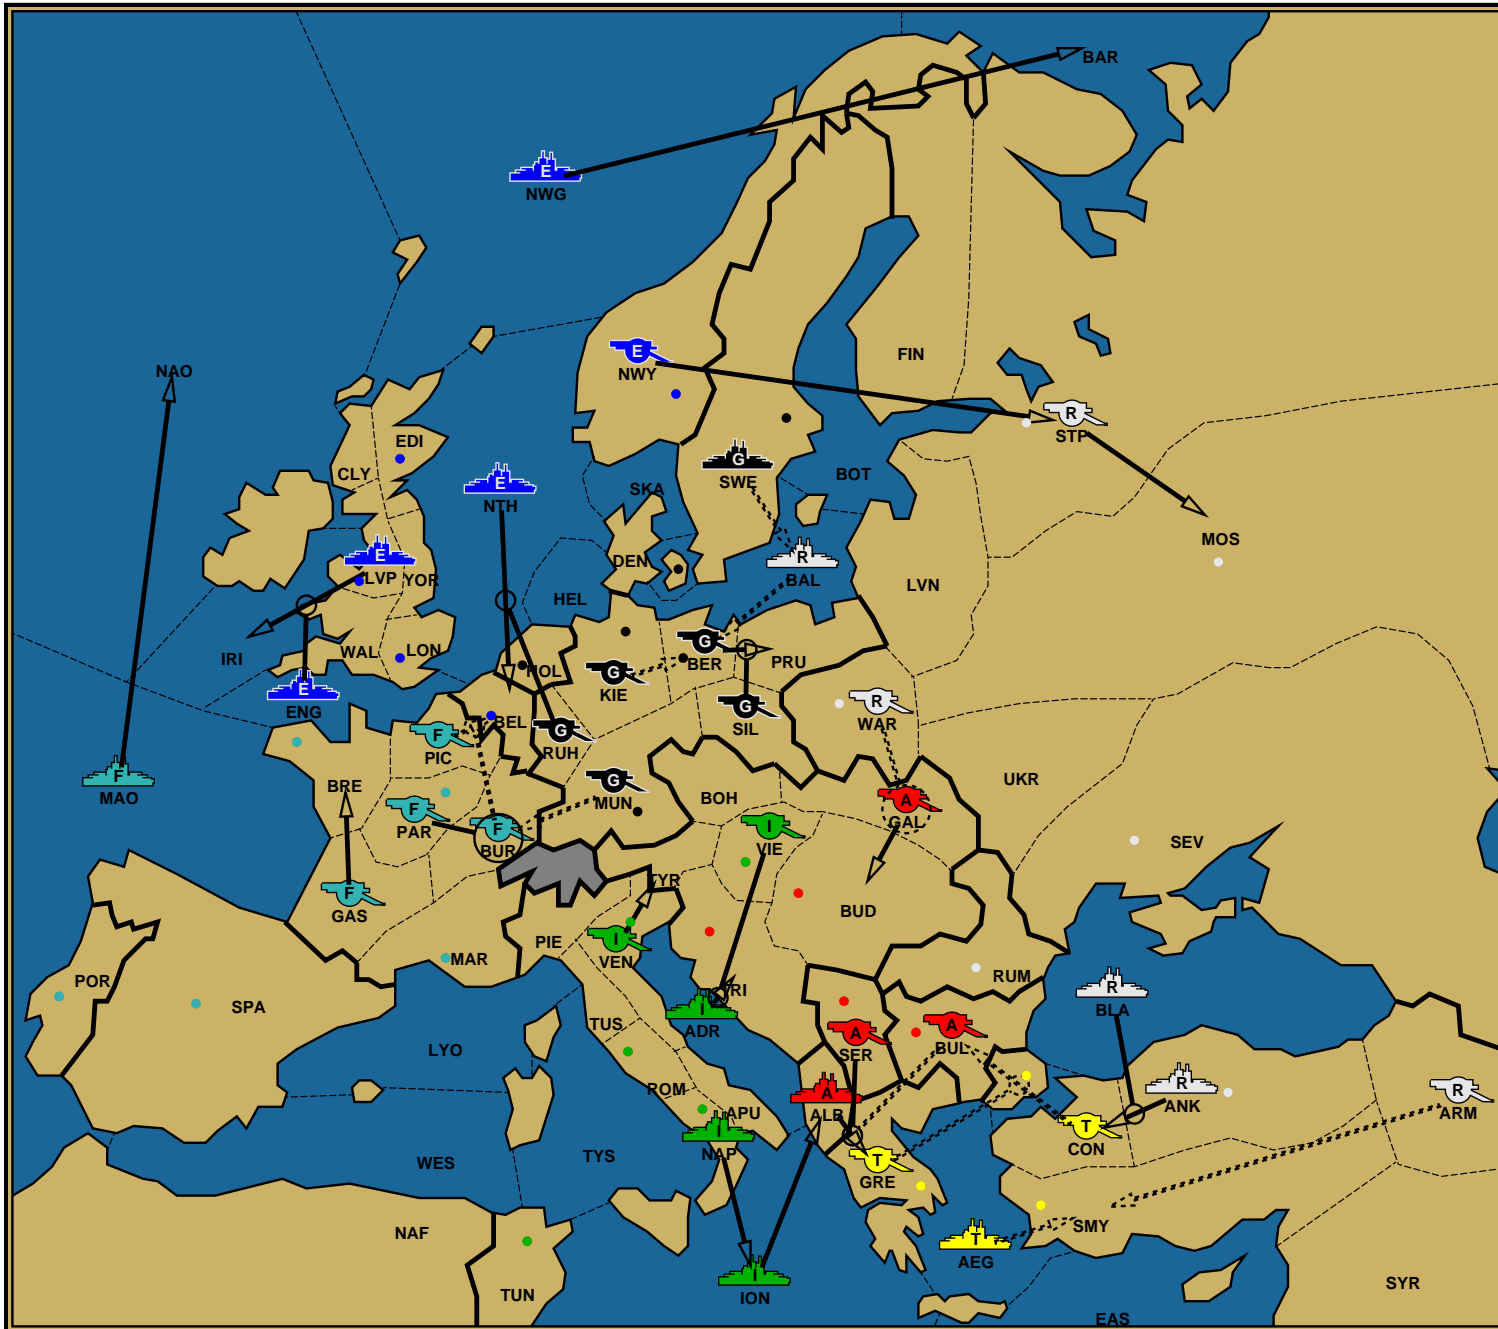 BAR
E
NWG
FIN
E
NWY
NAO
R
STP
EDI
CLY
G
SWE
BOT
E
NTH
SKA
MOS
E
LVP
YOR
DEN
R
BAL
LVN
HEL
IRI
WAL
LON
HOL
G
KIE
G
BER
PRU
E
ENG
G
SIL
R
WAR
BEL
F
PIC
G
RUH
F
MAO
BRE
G
MUN
BOH
A
GAL
UKR
F
PAR
F
BUR
I
VIE
SEV
F
GAS
TYR
BUD
PIE
I
VEN
MAR
POR
SPA
RUM
R
BLA
RI
I
ADR
TUS
LYO
A
SER
A
BUL
ROM
APU
A
ALB
R
ANK
R
ARM
I
NAP
T
CON
WES
TYS
T
GRE
NAF
SMY
T
AEG
I
ION
TUN
SYR
EAS